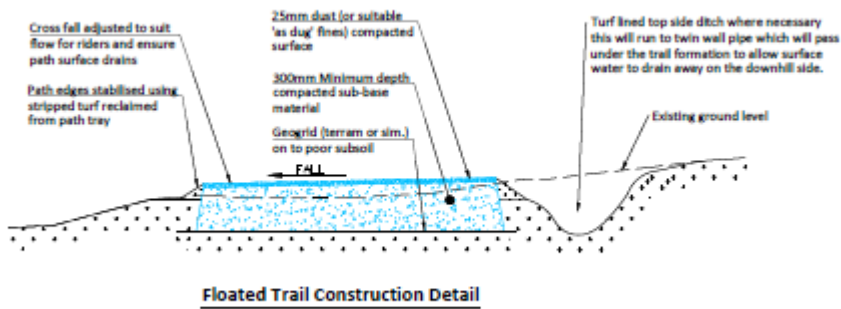 Cross fall adjusted to suit
flow for riders and ensure
path surface drains
Path edges stabilised using
stripped turf reclaimed
from path tray
25mm dust (or suitable
'as dug' fines) compacted
surface
300mm Minimum depth
compacted sub-base
material
Geogrid (terram or sim.)
on to poor subsoil
FALL
Turf lined top side ditch where necessary
this will run to twin wall pipe which will pass
under the trail formation to allow surface
water to drain away on the downhill side.
Existing ground level
Floated Trail Construction Detail